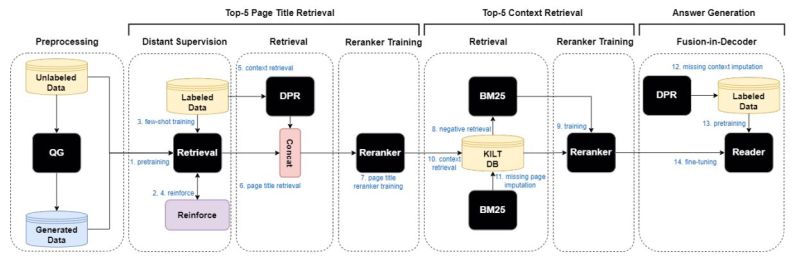 Top-5 Page Title Retrieval
Top-5 Context Retrieval
Answer Generation
Preprocessing
Distant Supervision
Retrieval
Reranker Training
Retrieval
Reranker Training
Fusion-in-Decoder
Unlabeled
Data
QG
Generated
Data
1. pretraining
Labeled
Data
3. few-shot training
Retrieval
2, 4. reinforce
Reinforce
5. context retrieval
DPR
Concat
6. page title retrieval
Reranker
7. page title
reranker training
BM25
8. negative retrieval
KILT
DB
10. context
retrieval
11. missing page
imputation
BM25
9. training
Reranker
12. missing context imputation
DPR
Labeled
Data
13. pretraining
Reader
14. fine-tuning